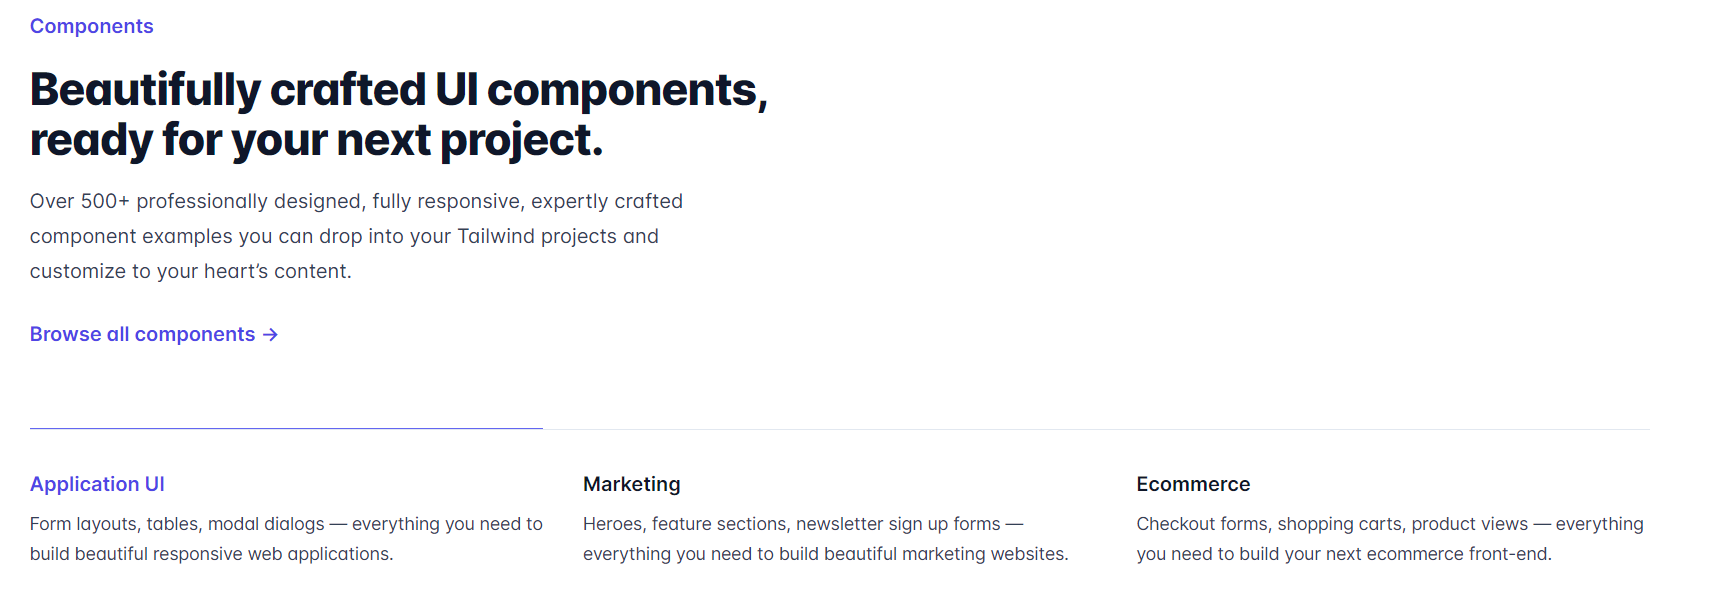 Components
Beautifully crafted UI components,
ready for your next project.
Over 500+ professionally designed, fully responsive, expertly crafted
component examples you can drop into your Tailwind projects and
customize to your heart’s content.
Browse all components →
Application UI
Form layouts, tables, modal dialogs — everything you need to
build beautiful responsive web applications.
Marketing
Heroes, feature sections, newsletter sign up forms —
everything you need to build beautiful marketing websites.
Ecommerce
Checkout forms, shopping carts, product views — everything
you need to build your next ecommerce front-end.